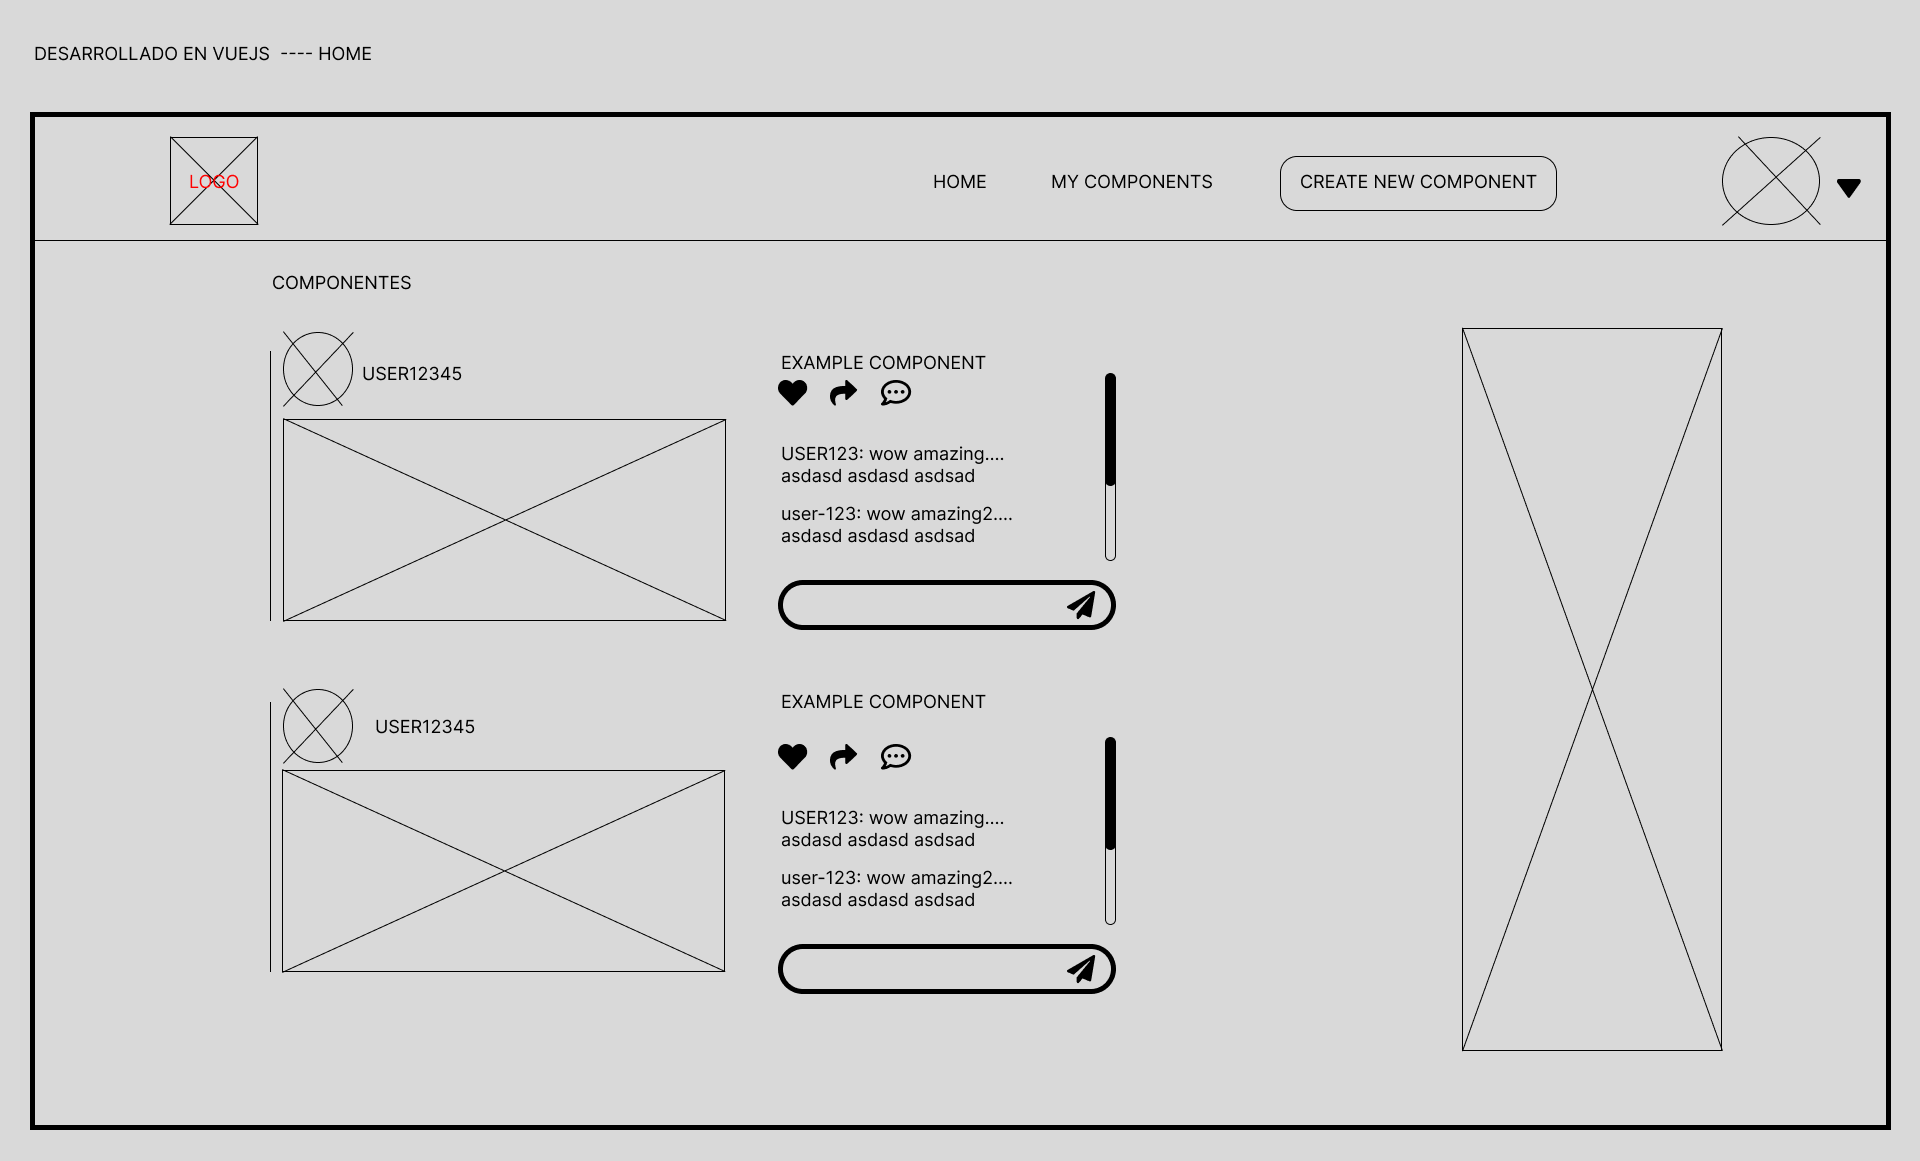 DESARROLLADO EN VUEJS ---- HOME
LOGO
HOME
MY COMPONENTS
CREATE NEW COMPONENT
COMPONENTES
USER12345
EXAMPLE COMPONENT
USER123: wow amazing....
asdasd asdasd asdsad
user-123: wow amazing2....
asdasd asdasd asdsad
USER12345
EXAMPLE COMPONENT
USER123: wow amazing....
asdasd asdasd asdsad
user-123: wow amazing2....
asdasd asdasd asdsad